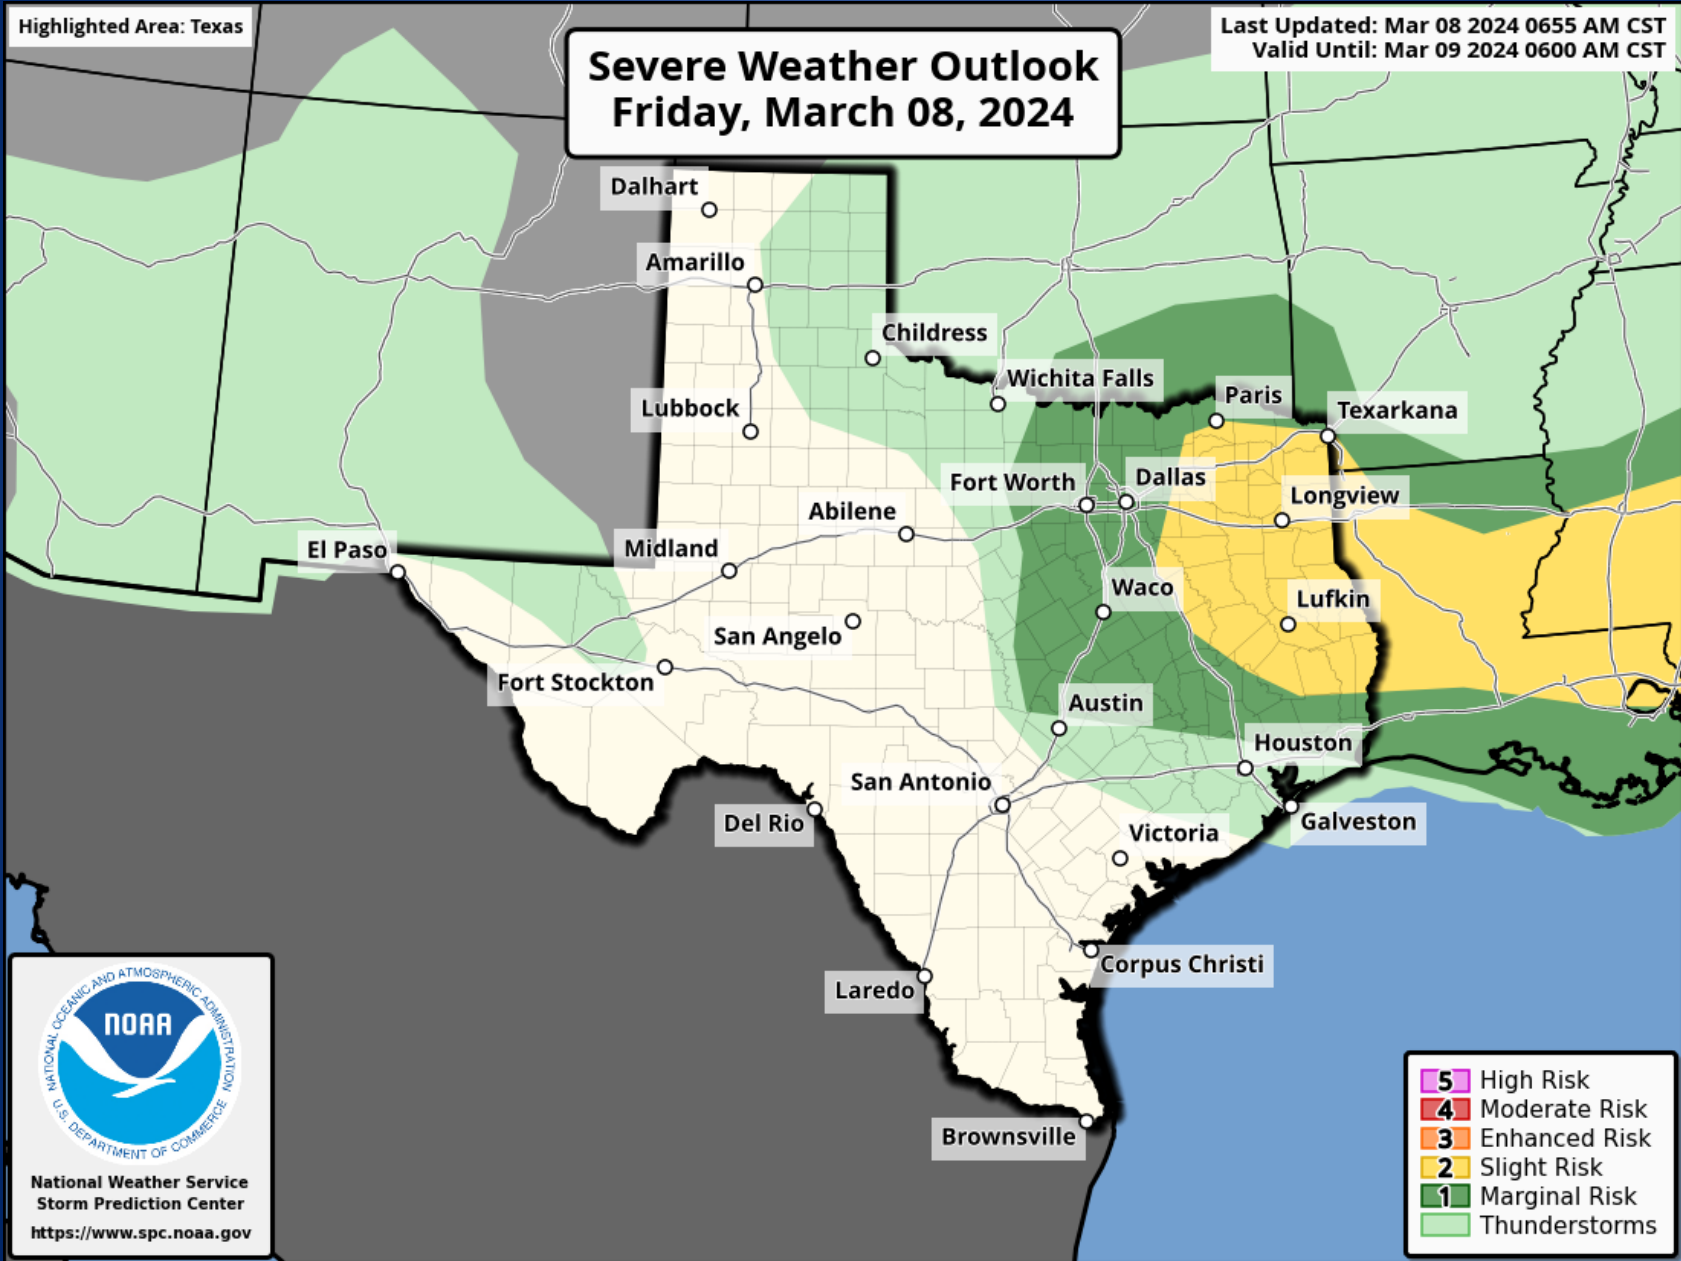 Highlighted Area: Texas
Severe Weather Outlook
Friday, March 08, 2024
Last Updated: Mar 08 2024 0655 AM CST
Valid Until: Mar 09 2024 0600 AM CST
Dalhart
Amarillo
Childress
Wichita Falls
Paris
Texarkana
Lubbock
Fort Worth
Dallas
Longview
Abilene
El Paso
Midland
Waco
Lufkin
San Angelo
Fort Stockton
Austin
Houston
San Antonio
Del Rio
Galveston
Victoria
Corpus Christi
Laredo
Brownsville
NATIONAL OCEANIC AND ATMOSPHERIC ADMINISTRATION
NOAA
U.S. DEPARTMENT OF COMMERCE
National Weather Service
Storm Prediction Center
https://www.spc.noaa.gov
5 High Risk
4 Moderate Risk
3 Enhanced Risk
2 Slight Risk
1 Marginal Risk
Thunderstorms